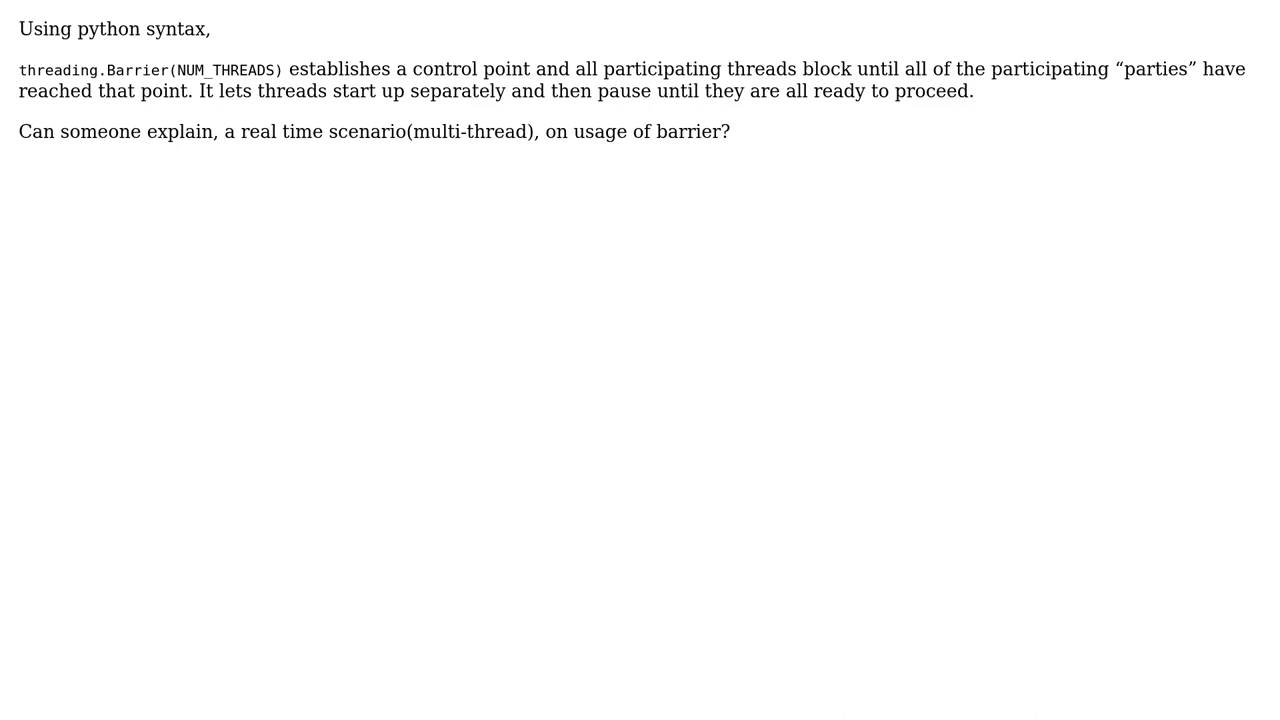 Using python syntax,
threading.Barrier(NUM_THREADS) establishes a control point and all participating threads block until all of the participating “parties” have
reached that point. It lets threads start up separately and then pause until they are all ready to proceed.
Can someone explain, a real time scenario(multi-thread), on usage of barrier?